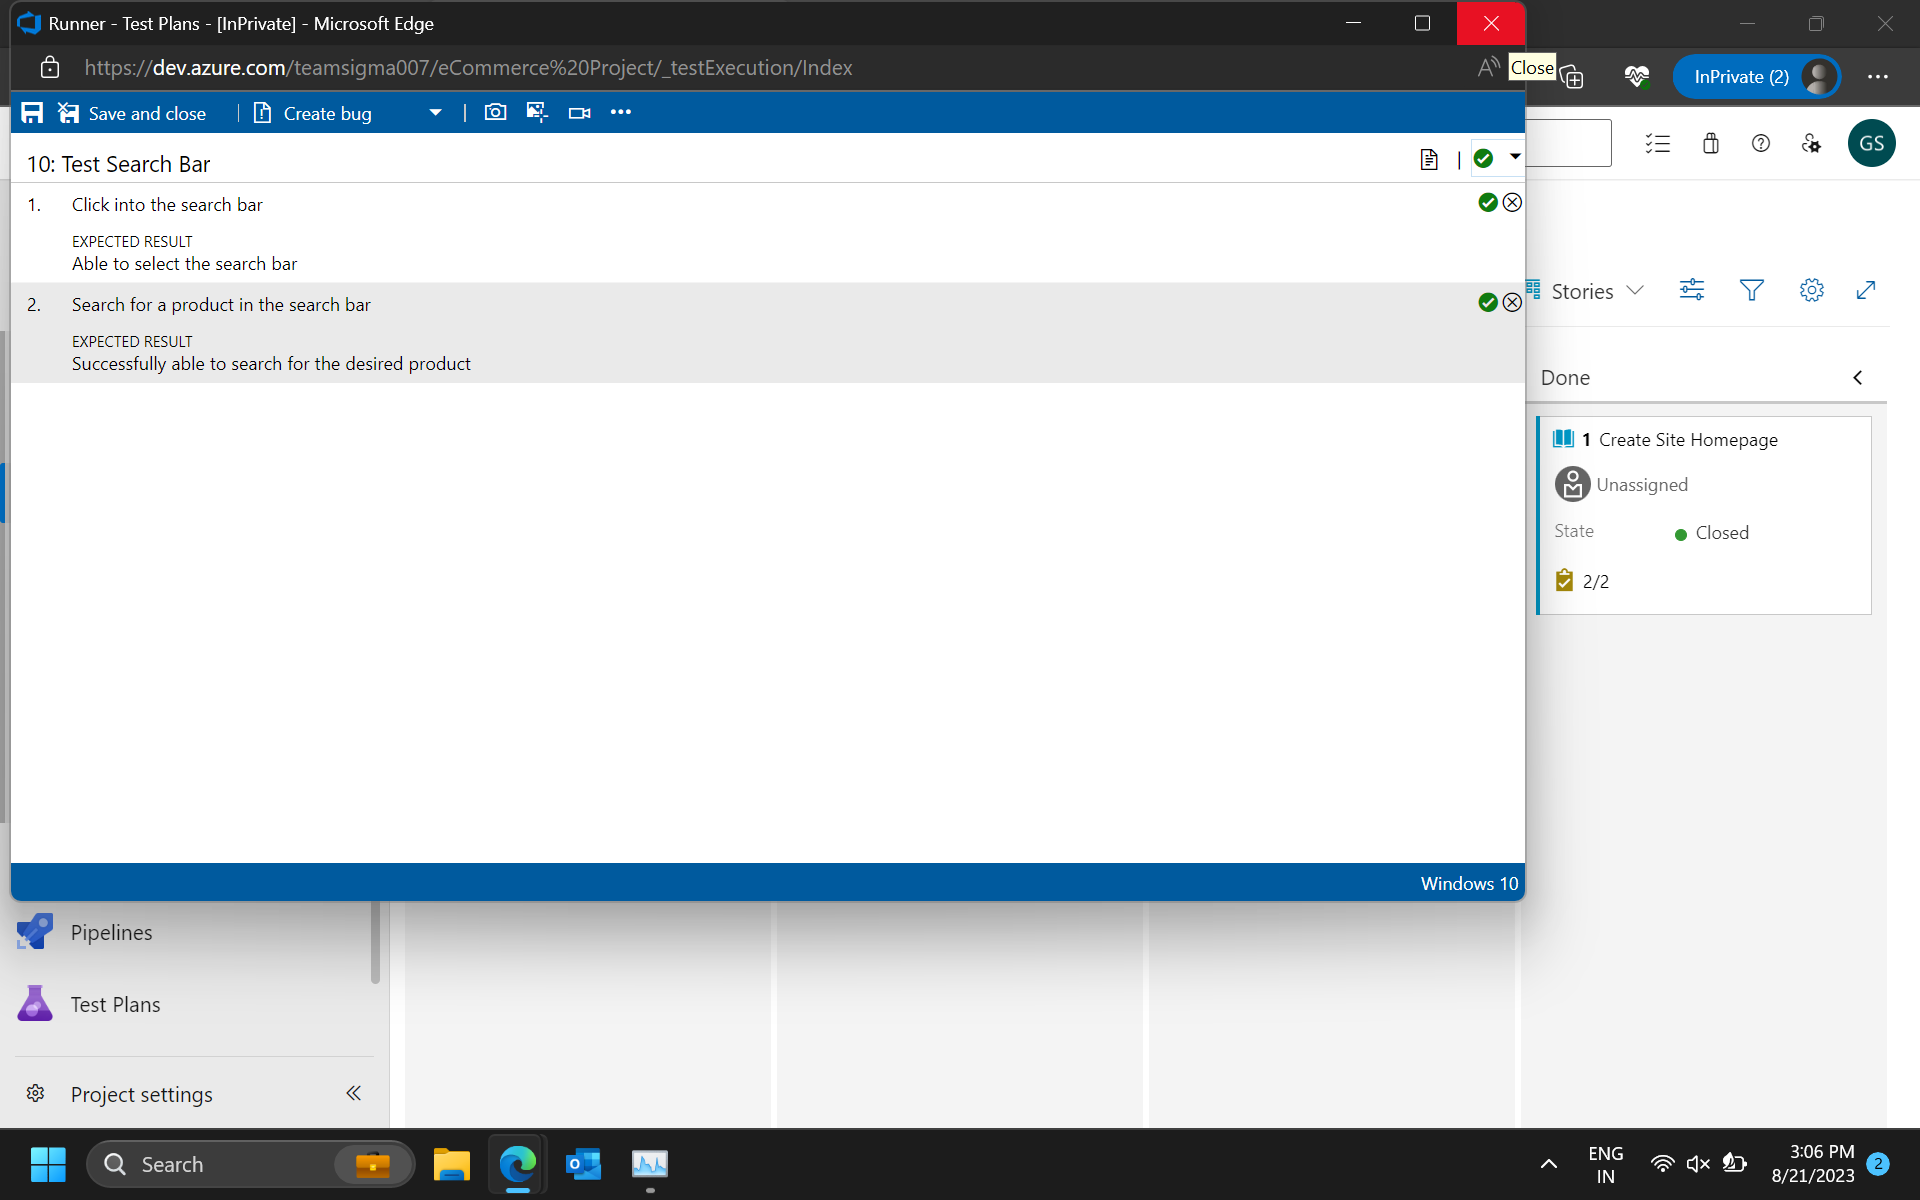 Runner - Test Plans - [InPrivate] - Microsoft Edge
https://dev.azure.com/teamsigma007/eCommerce%20Project/_testExecution/Index
Close
InPrivate (2)
Save and close
Create bug
10: Test Search Bar
GS
1. Click into the search bar
EXPECTED RESULT
Able to select the search bar
2. Search for a product in the search bar
EXPECTED RESULT
Successfully able to search for the desired product
Stories
Done
1 Create Site Homepage
Unassigned
State
Closed
2/2
Windows 10
Pipelines
Test Plans
Project settings
Search
ENG
IN
3:06 PM
8/21/2023
2